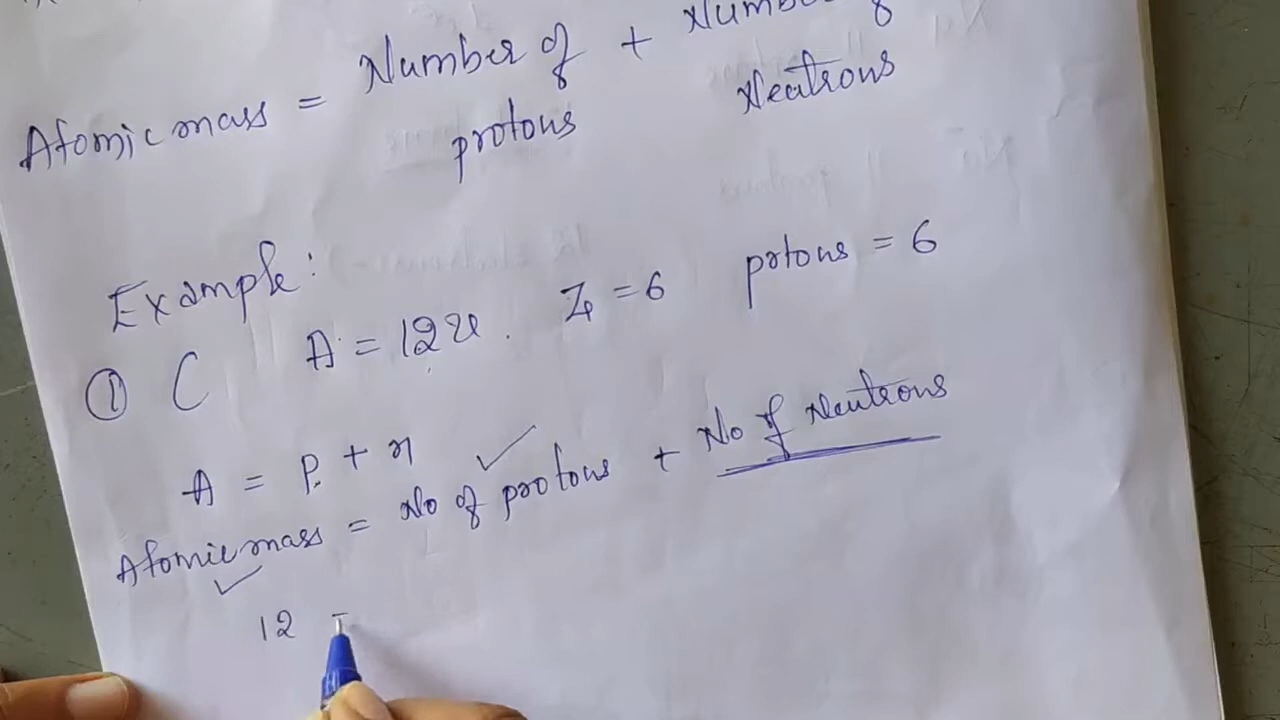 Atomic mass = Number of protons + Number of Neutrons
Example:
① C A = 12u. Z = 6 prtons = 6
A = P + n
Atomic mass = No of protons + No of Neutrons
12